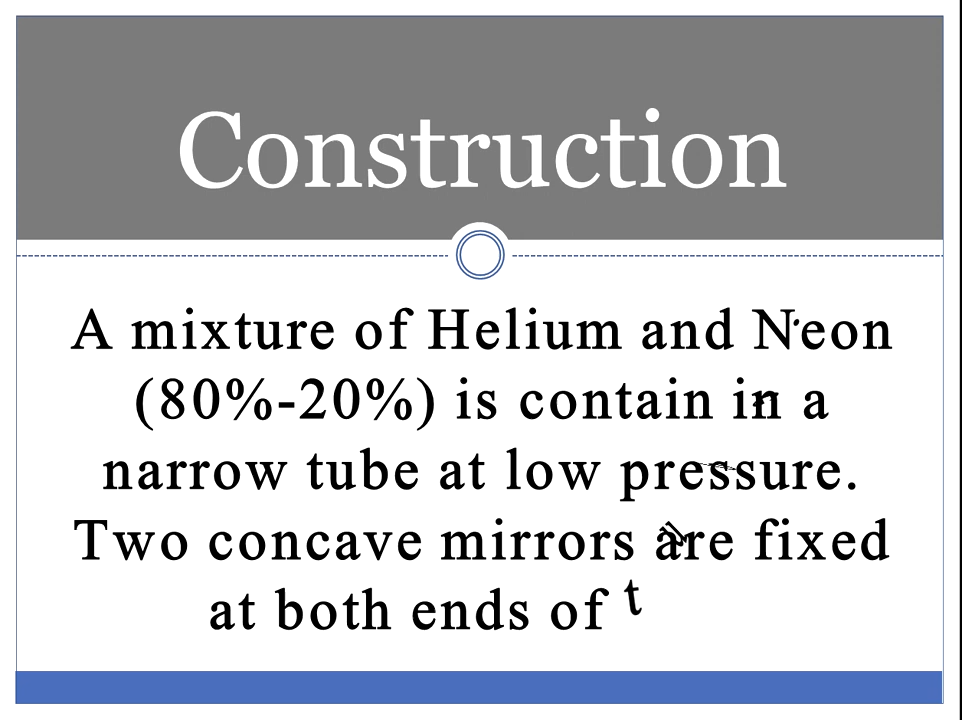 Construction
A mixture of Helium and Neon
(80%-20%) is contain in a
narrow tube at low pressure.
Two concave mirrors are fixed
at both ends of t